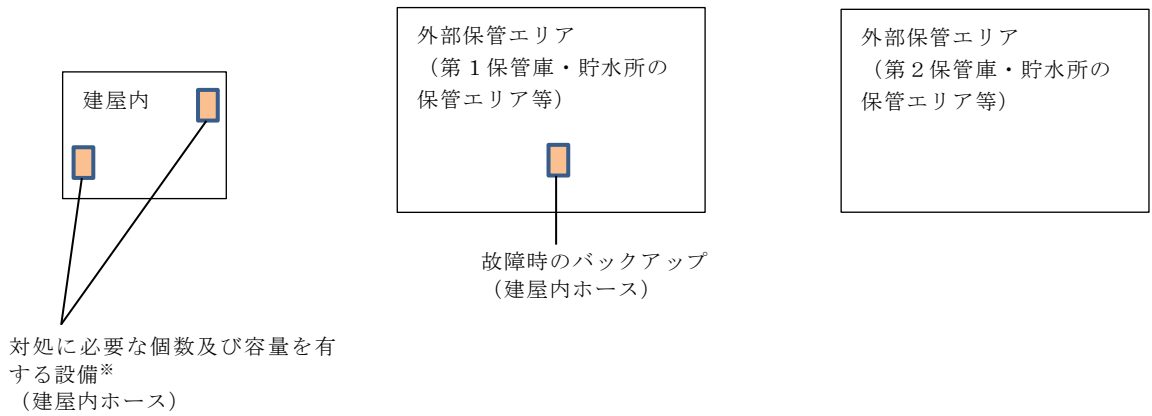 建屋内
対処に必要な個数及び容量を有
する設備※
（建屋内ホース）
外部保管エリア
（第１保管庫・貯水所の
保管エリア等）
故障時のバックアップ
（建屋内ホース）
外部保管エリア
（第２保管庫・貯水所の
保管エリア等）